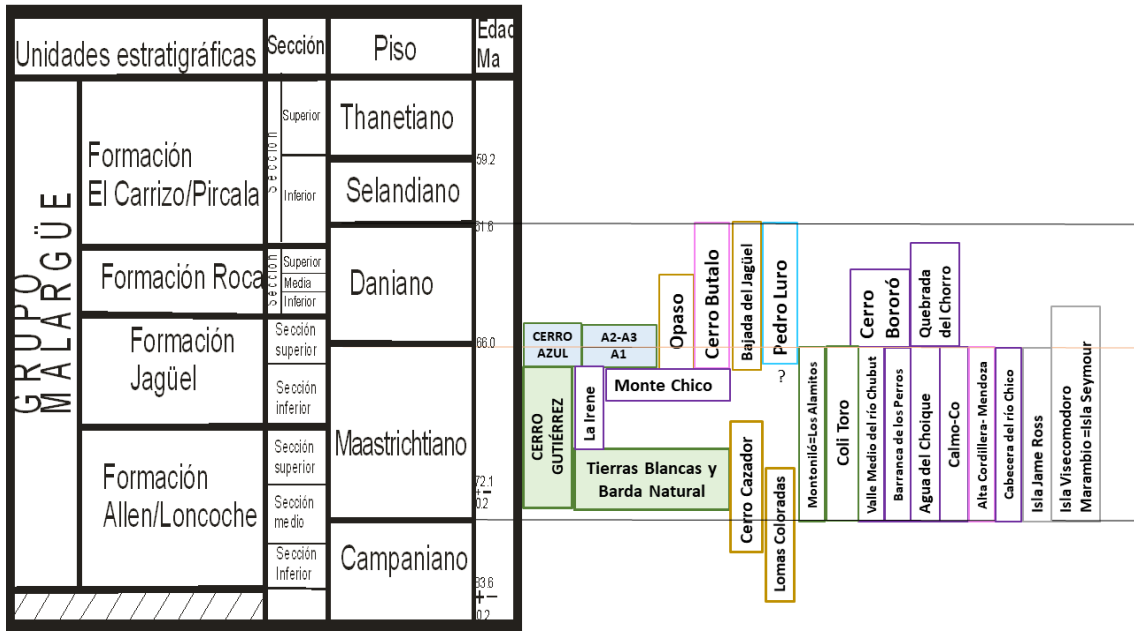 Unidades estratigráficas
Sección
Piso
Edad
Ma
GRUPO
MALARGÜE
Formación
El Carrizo/Pircala
Sección
Superior
Inferior
Formación Roca
Sección
Superior
Media
Inferior
Formación
Jagüel
Sección
superior
Sección
inferior
Formación
Allen/Loncoche
Sección
superior
Sección
medio
Sección
Inferior
Thanetiano
Selandiano
Daniano
Maastrichtiano
Campaniano
59.2
61.6
66.0
72.1
+-
0.2
83.6
+-
0.2
CERRO
AZUL
A2-A3
A1
CERRO
GUTIÉRREZ
La Irene
Monte Chico
Tierras Blancas y
Barda Natural
Opaso
Cerro Butalo
Bajada del Jagüel
Pedro Luro
?
Cerro Cazador
Lomas Coloradas
Montoniló=Los Alamitos
Coli Toro
Valle Medio del río Chubut
Cerro
Bororó
Barranca de los Perros
Quebrada
del Chorro
Agua del Choique
Calmo-Co
Alta Cordillera- Mendoza
Cabecera del río Chico
Isla Jame Ross
Isla Visecomodoro
Marambio =Isla Seymour